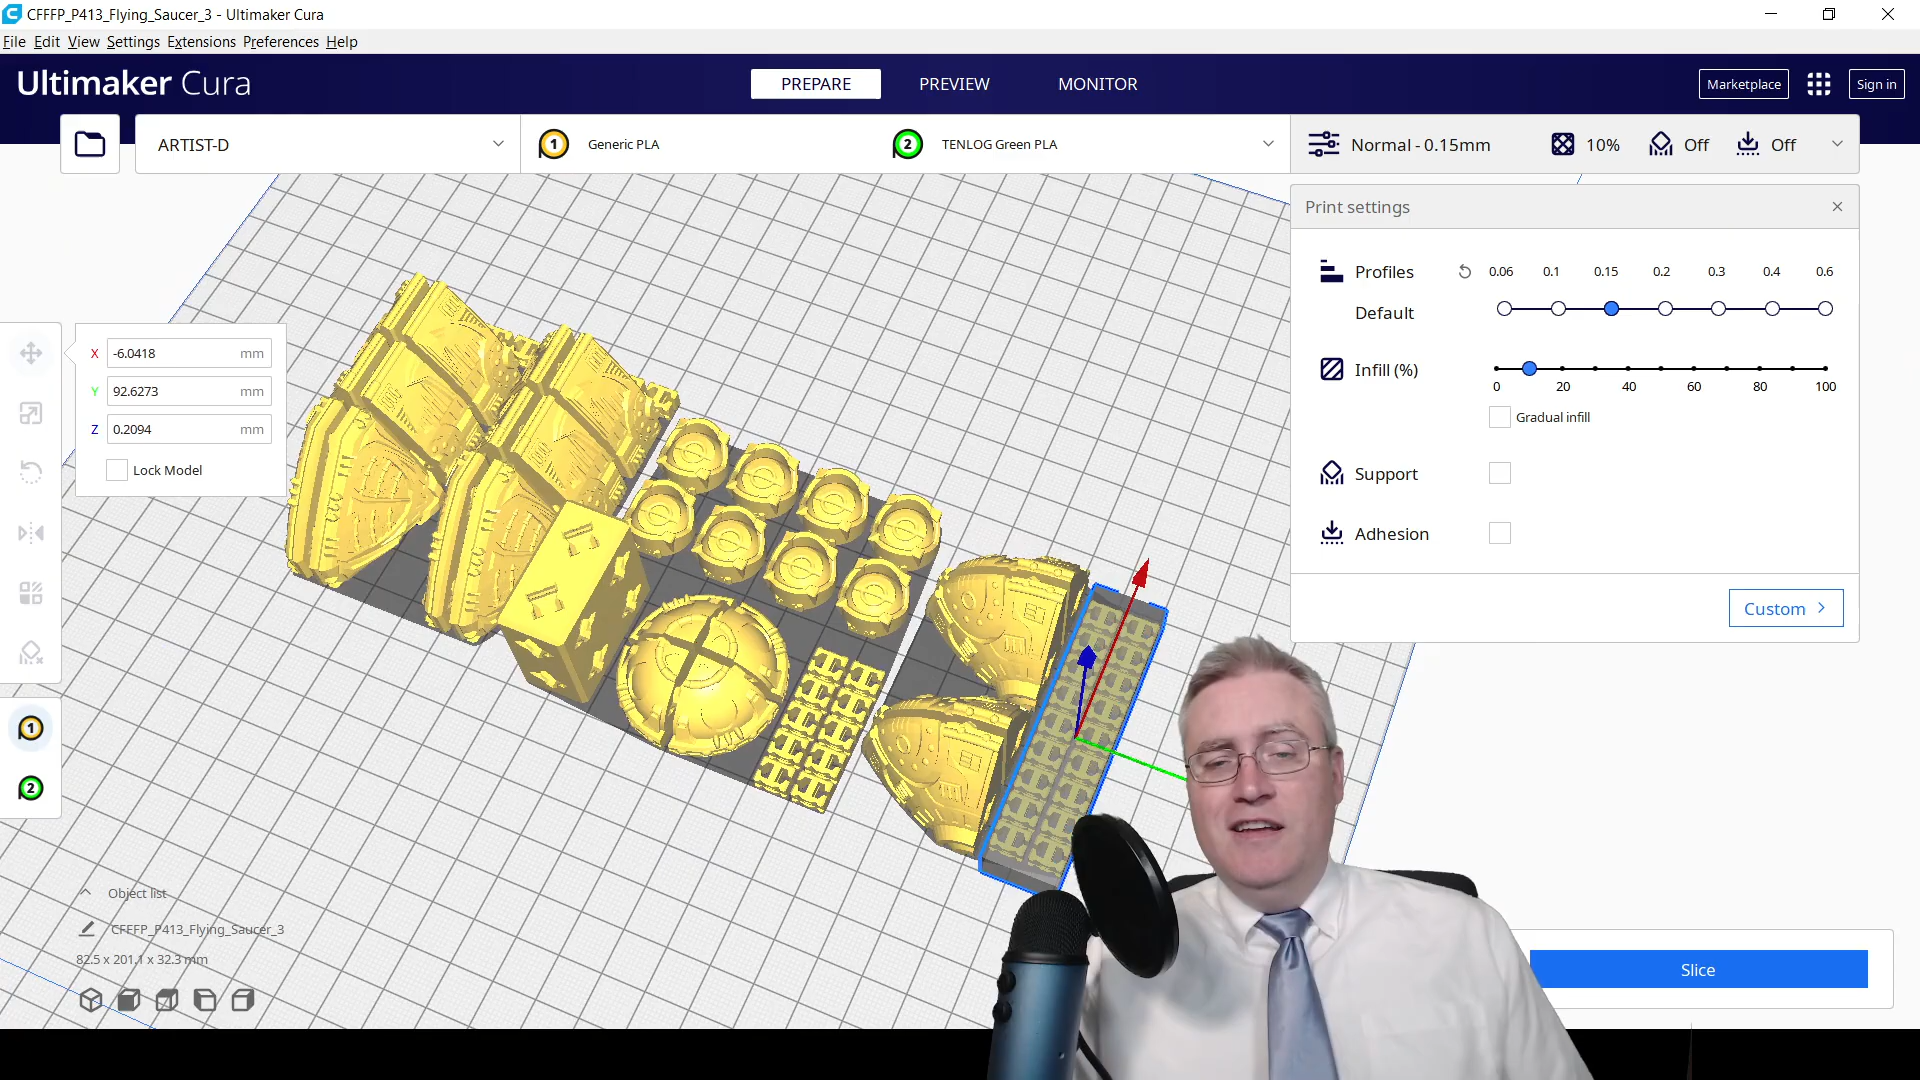 CFFFP_P413_Flying_Saucer_3 - Ultimaker Cura
File Edit View Settings Extensions Preferences Help
Ultimaker Cura
PREPARE PREVIEW MONITOR
Marketplace Sign in
ARTIST-D
1 Generic PLA
2 TENLOG Green PLA
Normal - 0.15mm 10% Off Off
Print settings
Profiles 0.06 0.1 0.15 0.2 0.3 0.4 0.6
Default
Infill (%)
0 20 40 60 80 100
Gradual infill
Support
Adhesion
Custom
X -6.0418 mm
Y 92.6273 mm
Z 0.2094 mm
Lock Model
1
2
Object list
CFFFP_P413_Flying_Saucer_3
82.5 x 201.1 x 32.3 mm
Slice